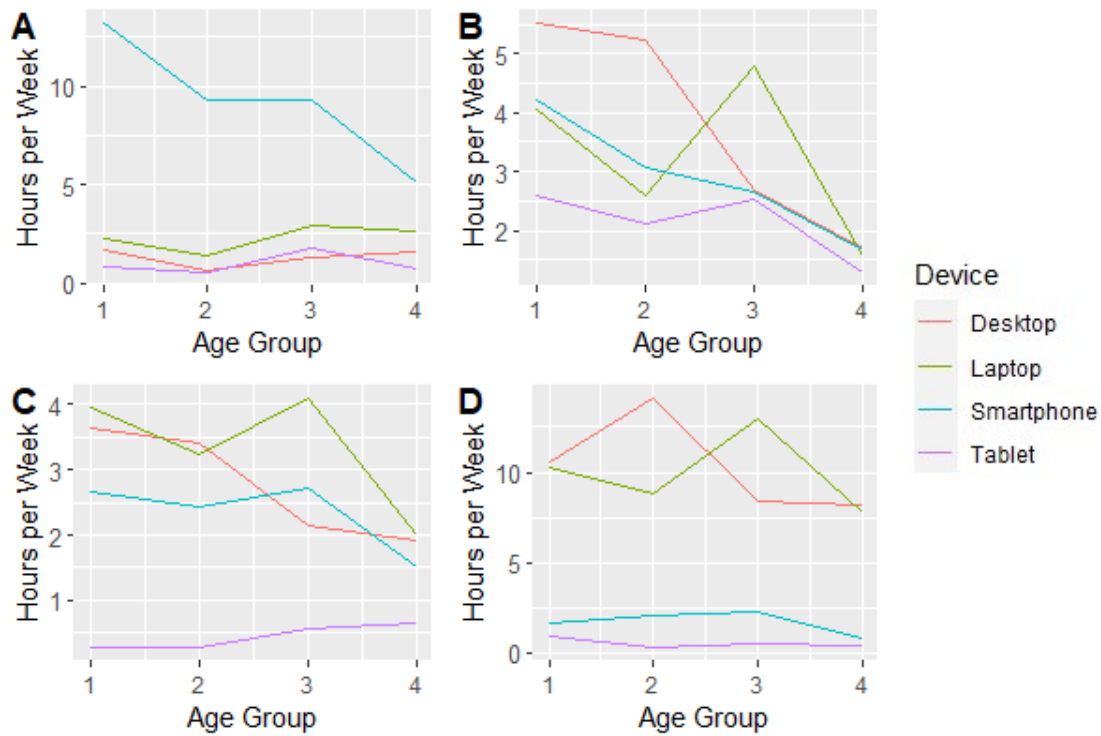 A
Hours per Week
10
5
0
1 2 3 4
Age Group
B
Hours per Week
5
4
3
2
1 2 3 4
Age Group
C
Hours per Week
4
3
2
1
1 2 3 4
Age Group
D
Hours per Week
10
5
0
1 2 3 4
Age Group
Device
Desktop
Laptop
Smartphone
Tablet